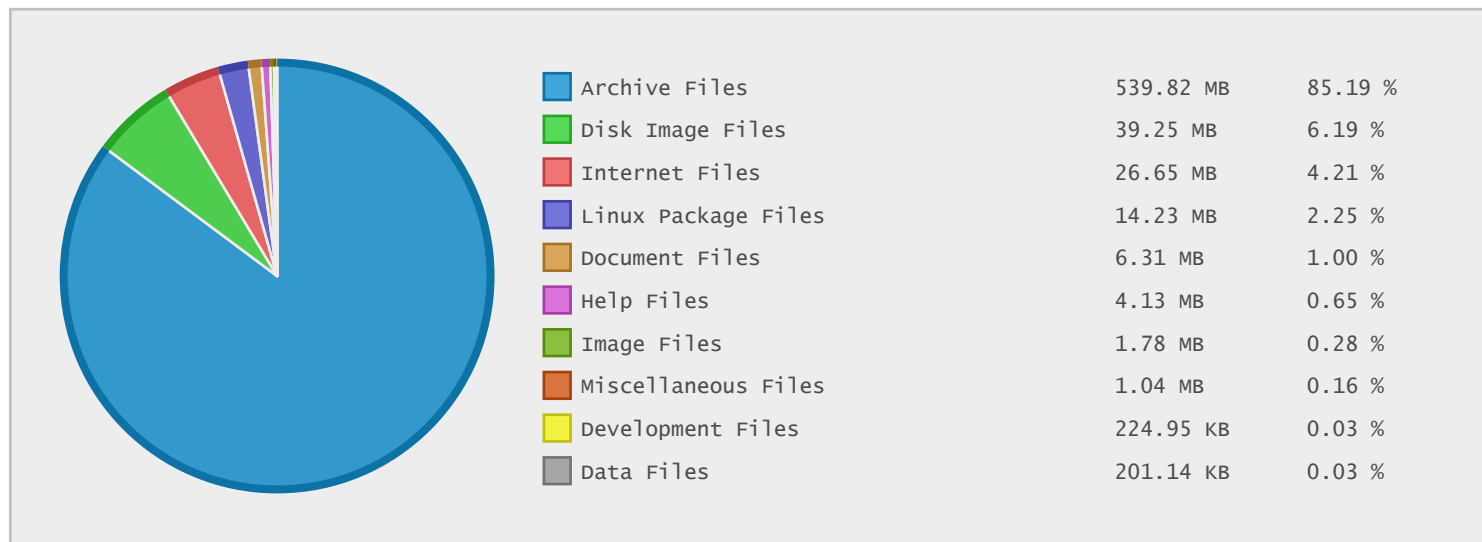 Archive Files 539.82 MB 85.19 %
Disk Image Files 39.25 MB 6.19 %
Internet Files 26.65 MB 4.21 %
Linux Package Files 14.23 MB 2.25 %
Document Files 6.31 MB 1.00 %
Help Files 4.13 MB 0.65 %
Image Files 1.78 MB 0.28 %
Miscellaneous Files 1.04 MB 0.16 %
Development Files 224.95 KB 0.03 %
Data Files 201.14 KB 0.03 %